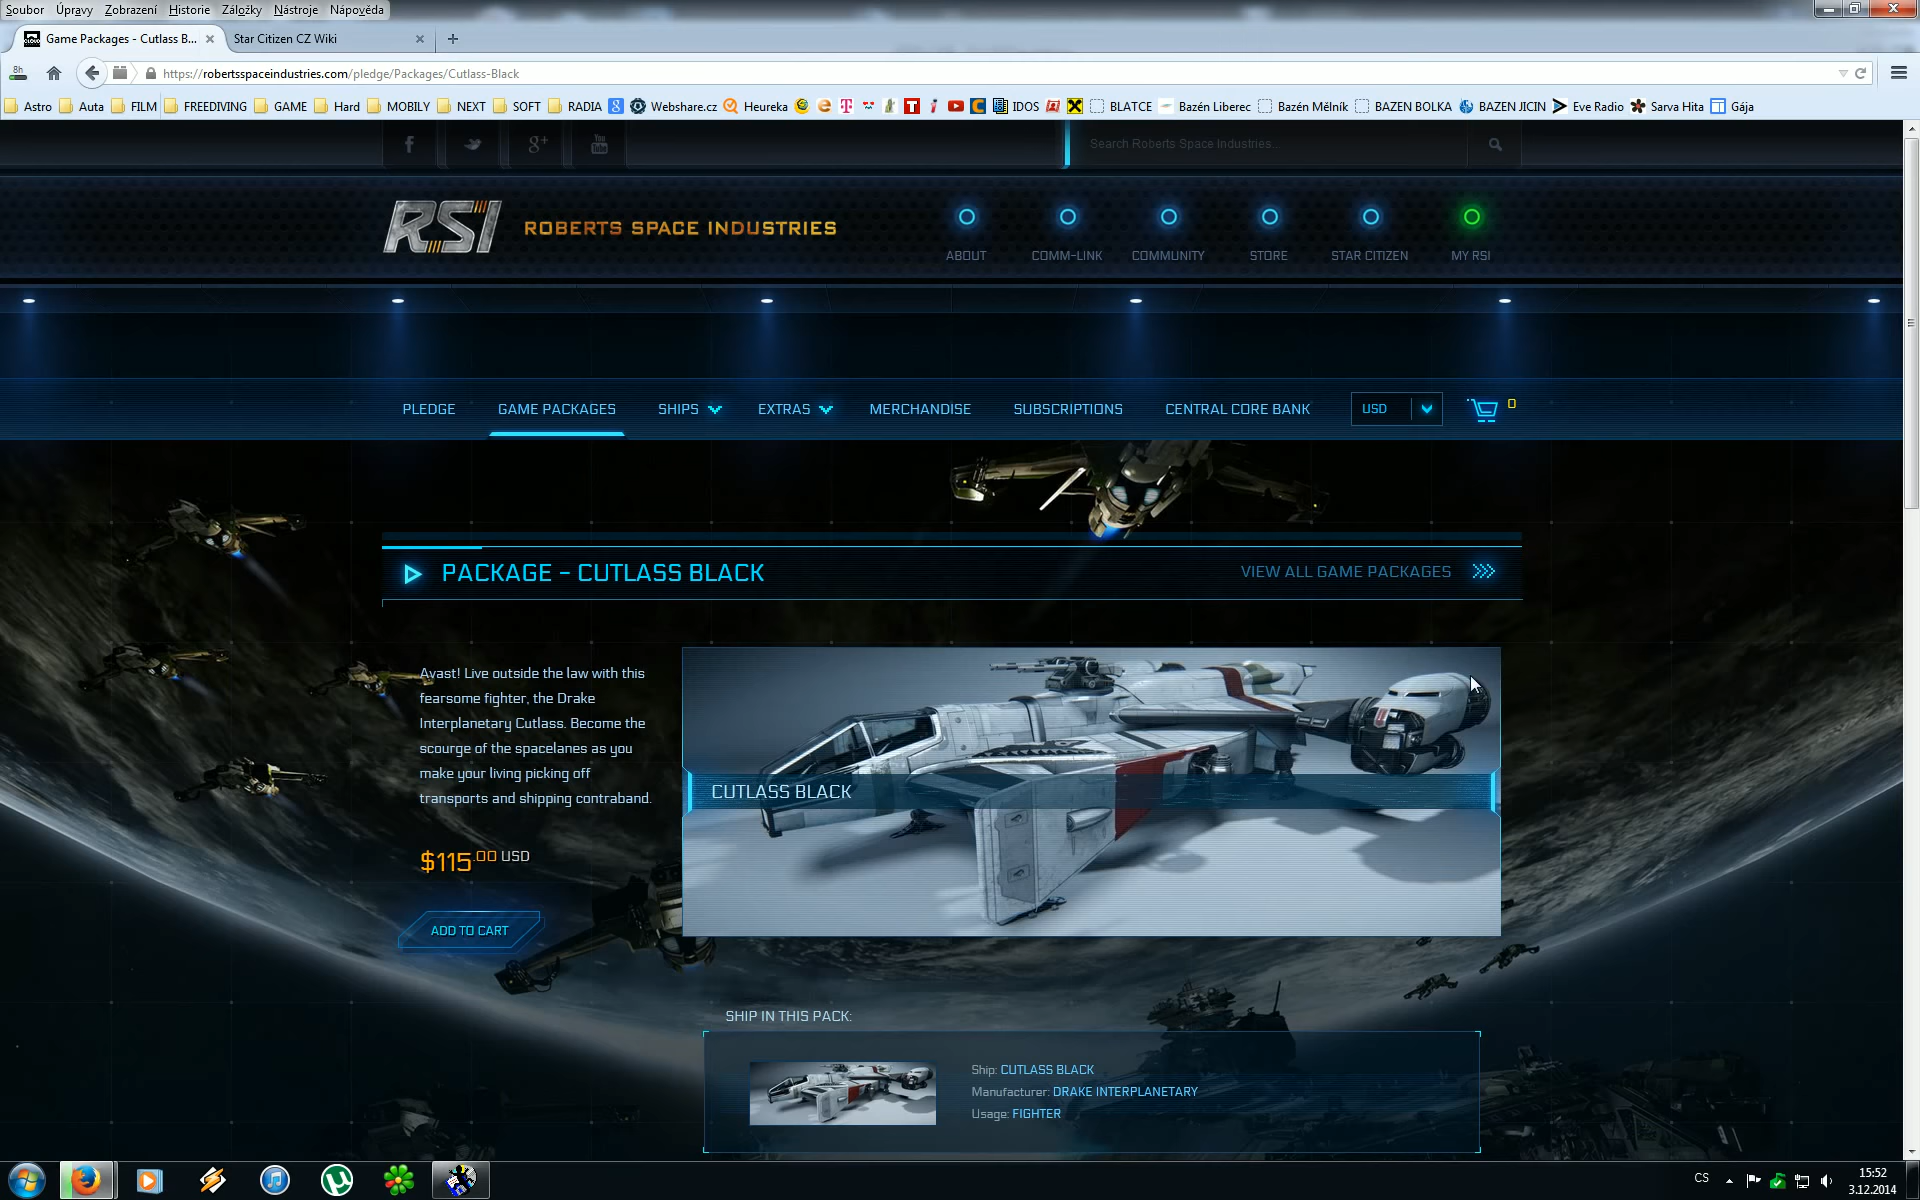 Soubor Úpravy Zobrazení Historie Záložky Nástroje Nápověda
Game Packages - Cutlass B... Star Citizen CZ Wiki
8h https://robertsspaceindustries.com/pledge/Packages/Cutlass-Black
Astro Auta FILM FREEDIVING GAME Hard MOBILY NEXT SOFT RADIA Webshare.cz Heureka IDOS BLATCE Bazén Liberec Bazén Mělník BAZEN BOLKA BAZEN JICIN Eve Radio Sarva Hita Gája
Search Roberts Space Industries...
RSI ROBERTS SPACE INDUSTRIES
ABOUT COMM-LINK COMMUNITY STORE STAR CITIZEN MY RSI
PLEDGE GAME PACKAGES SHIPS EXTRAS MERCHANDISE SUBSCRIPTIONS CENTRAL CORE BANK USD 0
PACKAGE - CUTLASS BLACK VIEW ALL GAME PACKAGES
Avast! Live outside the law with this
fearsome fighter, the Drake
Interplanetary Cutlass. Become the
scourge of the spacelanes as you
make your living picking off
transports and shipping contraband.
$115.00 USD
ADD TO CART
CUTLASS BLACK
SHIP IN THIS PACK:
Ship: CUTLASS BLACK
Manufacturer: DRAKE INTERPLANETARY
Usage: FIGHTER
CS 15:52
3.12.2014